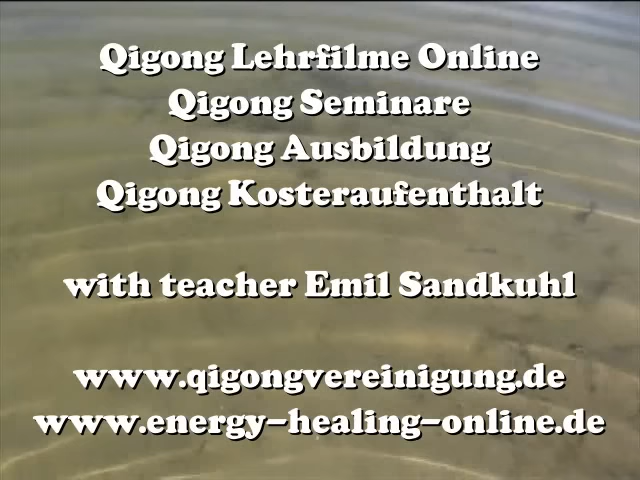 Qigong Lehrfilme Online
Qigong Seminare
Qigong Ausbildung
Qigong Kosteraufenthalt
with teacher Emil Sandkuhl
www.qigongvereinigung.de
www.energy-healing-online.de